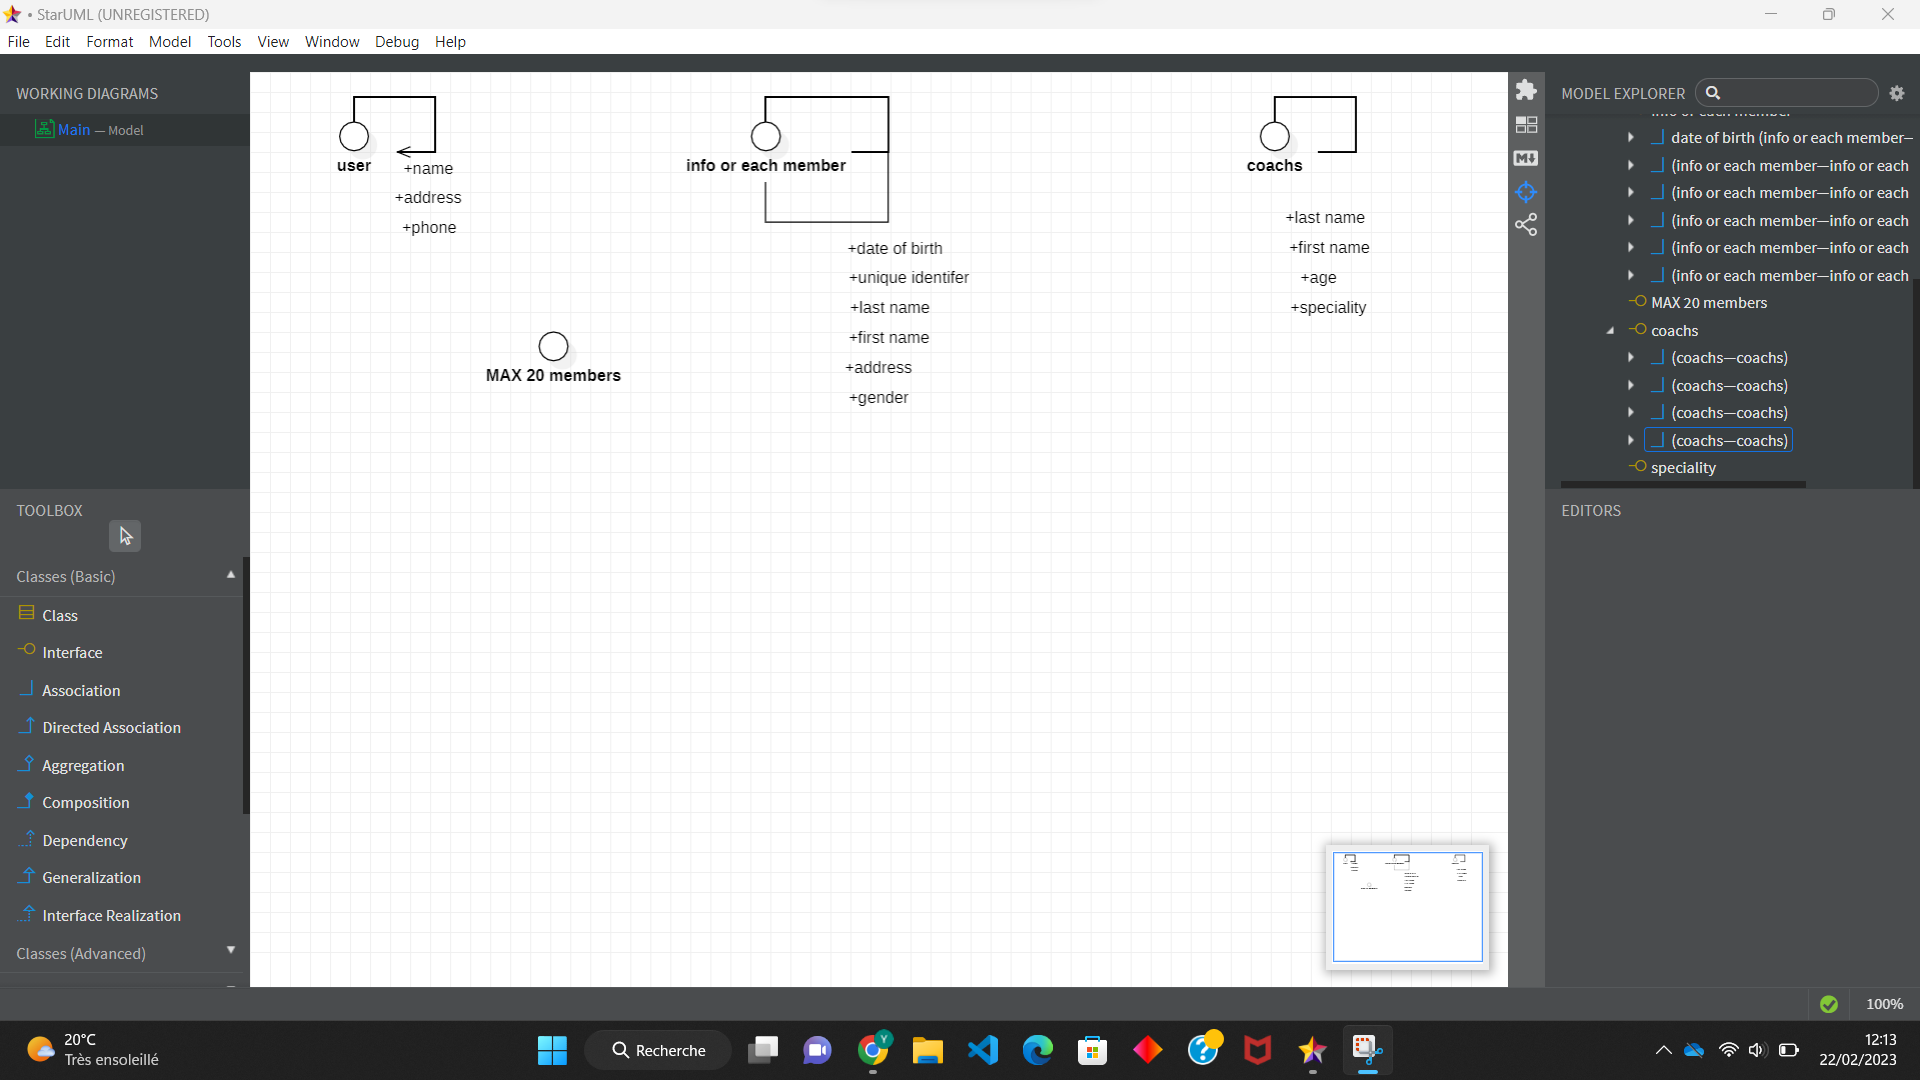 • StarUML (UNREGISTERED)
File Edit Format Model Tools View Window Debug Help
WORKING DIAGRAMS
Main — Model
TOOLBOX
Classes (Basic)
Class
Interface
Association
Directed Association
Aggregation
Composition
Dependency
Generalization
Interface Realization
Classes (Advanced)
user
+name
+address
+phone
info or each member
+date of birth
+unique identifer
+last name
+first name
+address
+gender
MAX 20 members
coachs
+last name
+first name
+age
+speciality
MODEL EXPLORER
info or each member
date of birth (info or each member—
(info or each member—info or each
(info or each member—info or each
(info or each member—info or each
(info or each member—info or each
(info or each member—info or each
MAX 20 members
coachs
(coachs—coachs)
(coachs—coachs)
(coachs—coachs)
(coachs—coachs)
speciality
EDITORS
100%
20°C
Très ensoleillé
Recherche
Y
12:13
22/02/2023